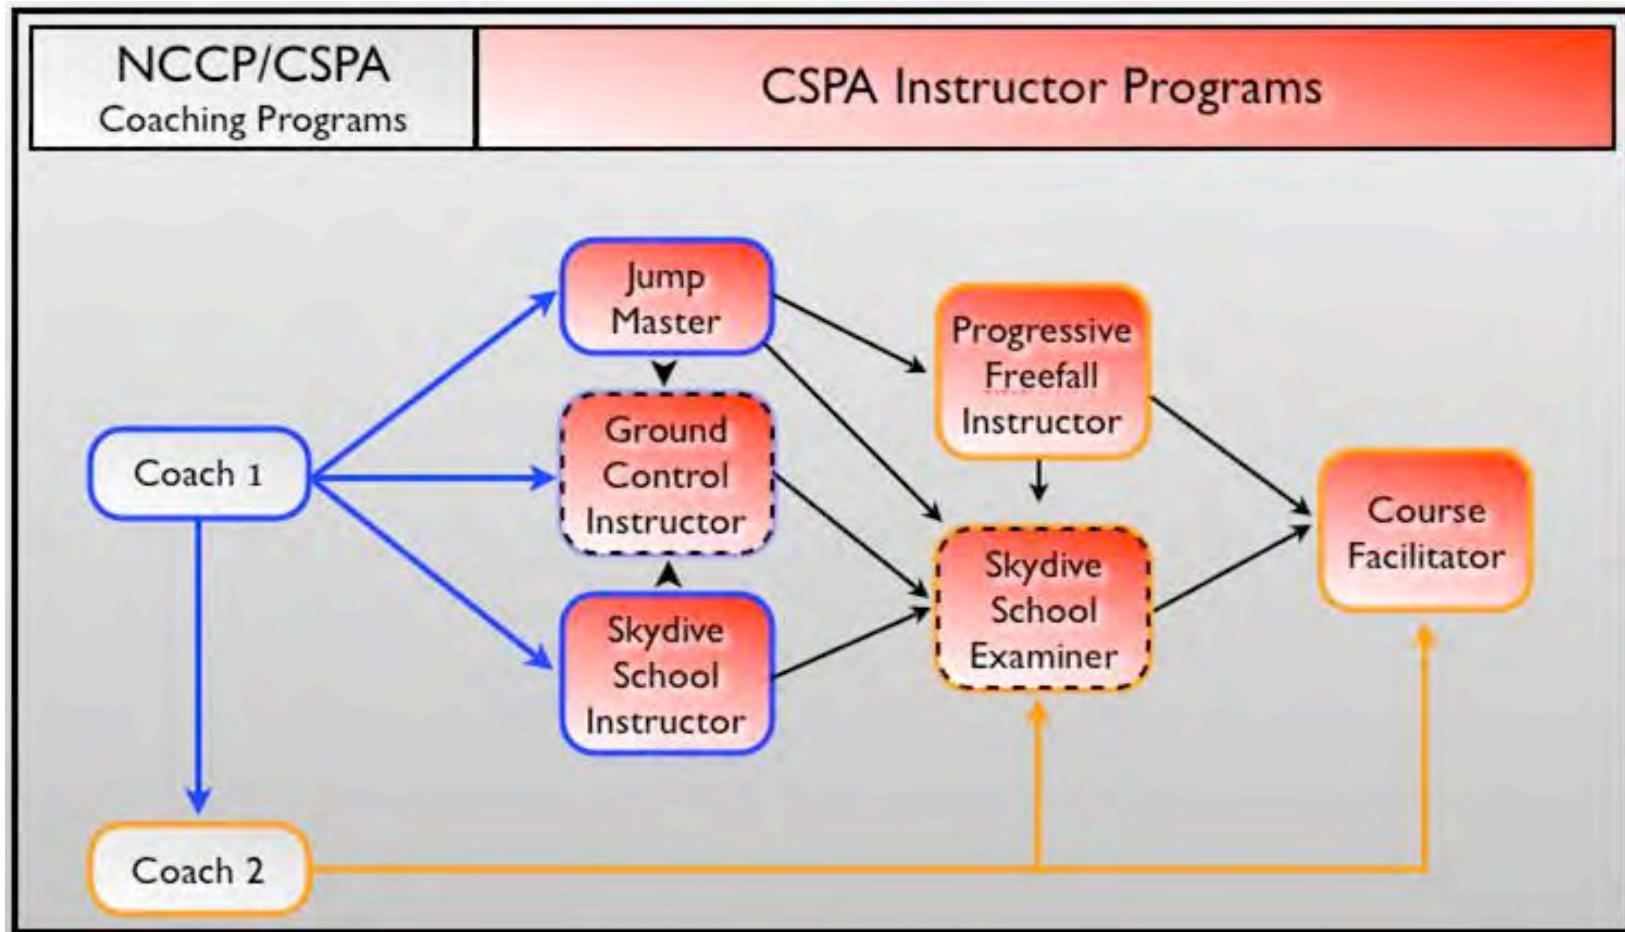 NCCP/CSPA
Coaching Programs
CSPA Instructor Programs
Jump
Master
Progressive
Freefall
Instructor
Ground
Control
Instructor
Coach 1
Course
Facilitator
Skydive
School
Examiner
Skydive
School
Instructor
Coach 2